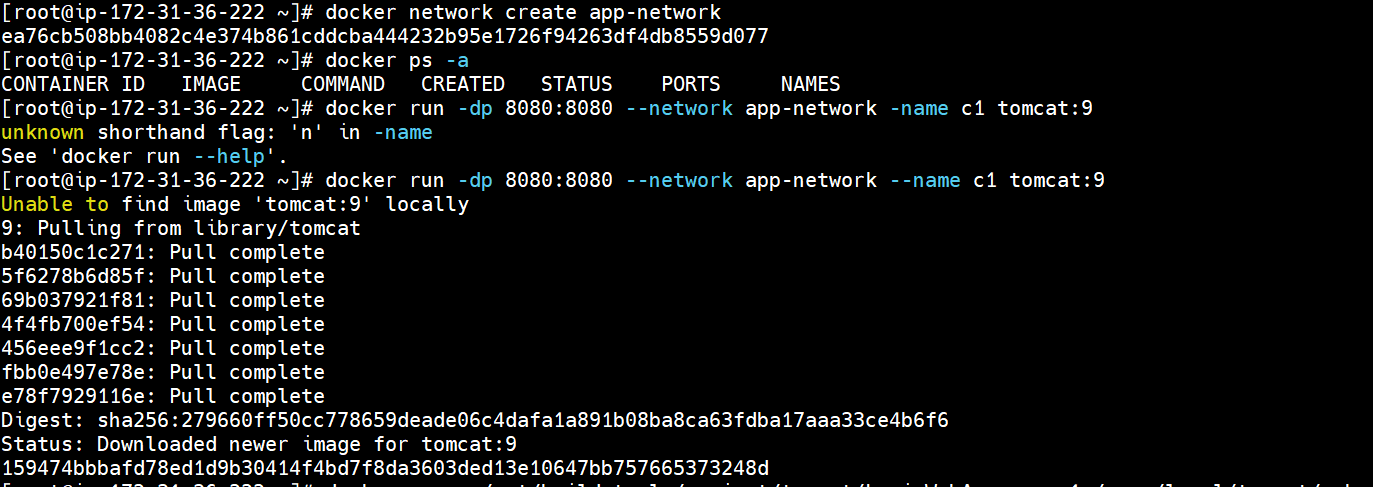 [root@ip-172-31-36-222 ~]# docker network create app-network
ea76cb508bb4082c4e374b861cddcba444232b95e1726f94263df4db8559d077
[root@ip-172-31-36-222 ~]# docker ps -a
CONTAINER ID   IMAGE     COMMAND   CREATED   STATUS    PORTS     NAMES
[root@ip-172-31-36-222 ~]# docker run -dp 8080:8080 --network app-network -name c1 tomcat:9
unknown shorthand flag: 'n' in -name
See 'docker run --help'.
[root@ip-172-31-36-222 ~]# docker run -dp 8080:8080 --network app-network --name c1 tomcat:9
Unable to find image 'tomcat:9' locally
9: Pulling from library/tomcat
b40150c1c271: Pull complete
5f6278b6d85f: Pull complete
69b037921f81: Pull complete
4f4fb700ef54: Pull complete
456eee9f1cc2: Pull complete
fbb0e497e78e: Pull complete
e78f7929116e: Pull complete
Digest: sha256:279660ff50cc778659deade06c4dafa1a891b08ba8ca63fdba17aaa33ce4b6f6
Status: Downloaded newer image for tomcat:9
159474bbbafd78ed1d9b30414f4bd7f8da3603ded13e10647bb757665373248d